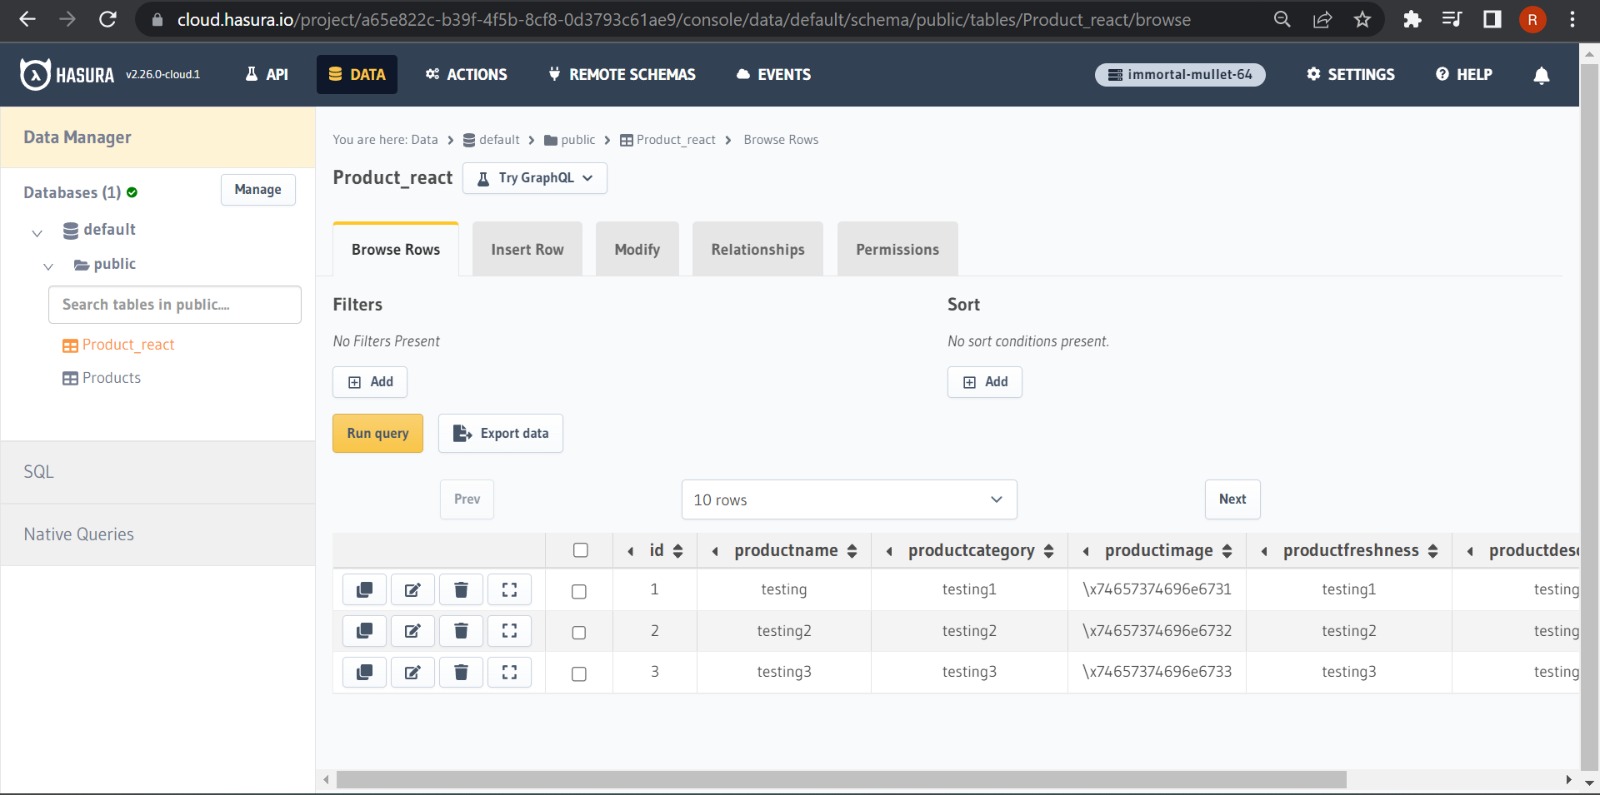 cloud.hasura.io/project/a65e822c-b39f-4f5b-8cf8-0d3793c61ae9/console/data/default/schema/public/tables/Product_react/browse
R
HASURA v2.26.0-cloud.1 API DATA ACTIONS REMOTE SCHEMAS EVENTS immortal-mullet-64 SETTINGS HELP
Data Manager
Databases (1) Manage
default
public
Search tables in public....
Product_react
Products
SQL
Native Queries
You are here: Data > default > public > Product_react > Browse Rows
Product_react Try GraphQL
Browse Rows Insert Row Modify Relationships Permissions
Filters Sort
No Filters Present No sort conditions present.
Add Add
Run query Export data
Prev 10 rows Next
id productname productcategory productimage productfreshness productdesc
1 testing testing1 \x74657374696e6731 testing1 testing
2 testing2 testing2 \x74657374696e6732 testing2 testing
3 testing3 testing3 \x74657374696e6733 testing3 testing